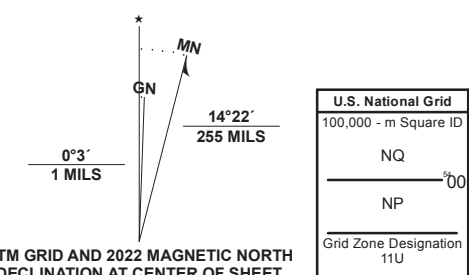 ★
MN
GN
14°22´
255 MILS
0°3´
1 MILS
TM GRID AND 2022 MAGNETIC NORTH
DECLINATION AT CENTER OF SHEET
U.S. National Grid
100,000 - m Square ID
NQ
5400
NP
Grid Zone Designation
11U